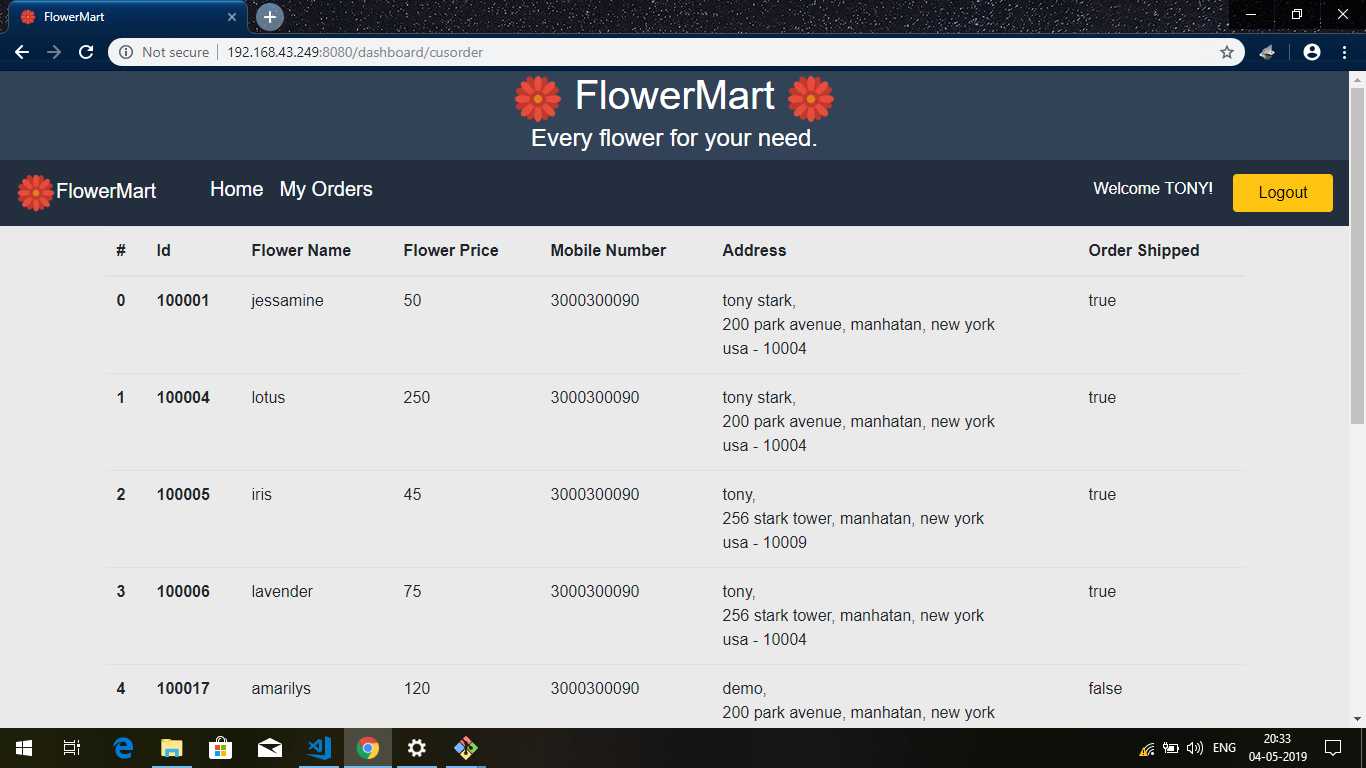 FlowerMart
Not secure 192.168.43.249:8080/dashboard/cusorder
FlowerMart
Every flower for your need.
FlowerMart Home My Orders Welcome TONY! Logout
# Id Flower Name Flower Price Mobile Number Address Order Shipped
0 100001 jessamine 50 3000300090 tony stark, true
200 park avenue, manhatan, new york
usa - 10004
1 100004 lotus 250 3000300090 tony stark, true
200 park avenue, manhatan, new york
usa - 10004
2 100005 iris 45 3000300090 tony, true
256 stark tower, manhatan, new york
usa - 10009
3 100006 lavender 75 3000300090 tony, true
256 stark tower, manhatan, new york
usa - 10004
4 100017 amarilys 120 3000300090 demo, false
200 park avenue, manhatan, new york
ENG 20:33
04-05-2019